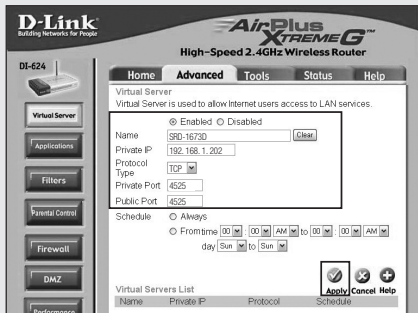 D-Link
Building Networks for People
AirPlus
XTREME G™
High-Speed 2.4GHz Wireless Router
DI-624
Home Advanced Tools Status Help
Virtual Server
Virtual Server is used to allow Internet users access to LAN services.
Enabled Disabled
Name SRD-1673D Clear
Private IP 192.168.1.202
Protocol
Type TCP
Private Port 4525
Public Port 4525
Schedule Always
From time 00 : 00 AM to 00 : 00 AM
day Sun to Sun
Apply Cancel Help
Virtual Servers List
Name Private IP Protocol Schedule
Virtual Server
Applications
Filters
Parental Control
Firewall
DMZ
Performance